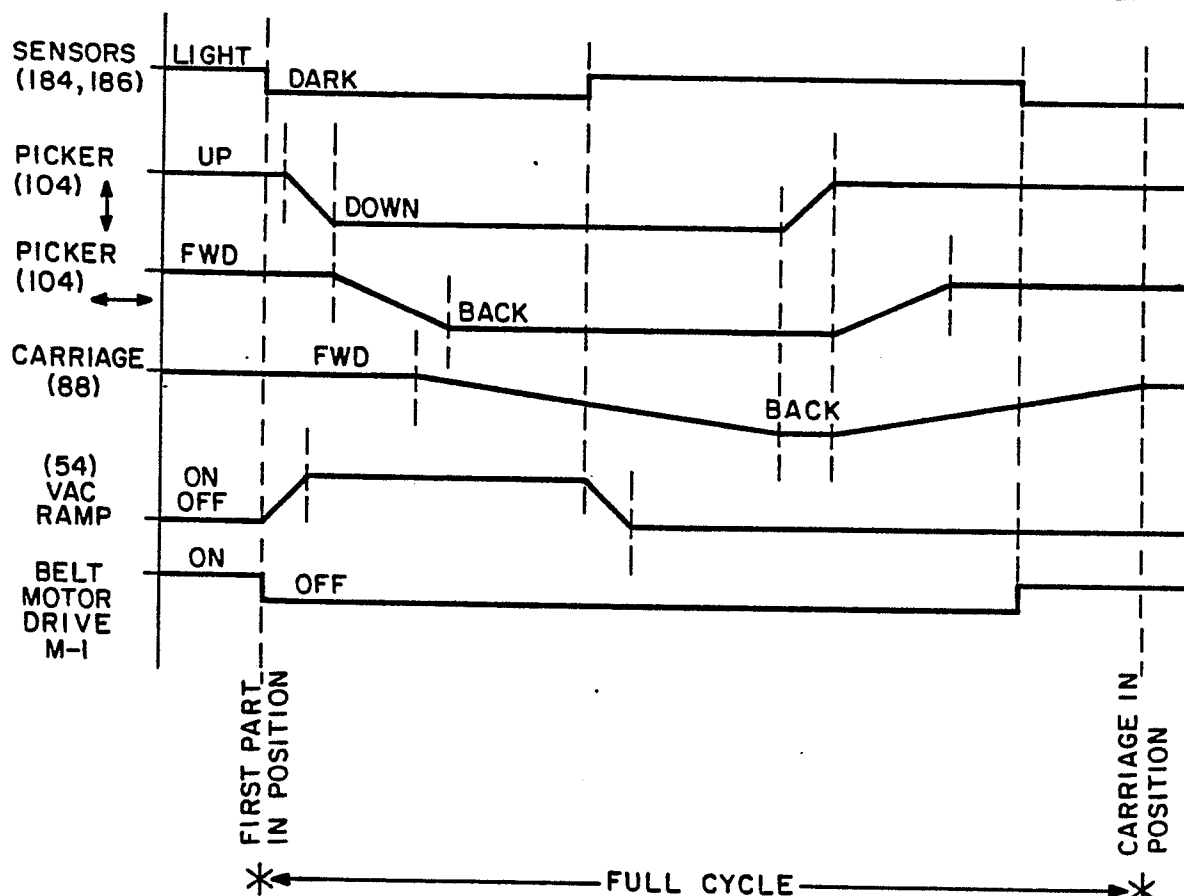 SENSORS
(184,186)
LIGHT
DARK
PICKER
(104)
UP
DOWN
PICKER
(104)
FWD
BACK
CARRIAGE
(88)
FWD
BACK
(54)
VAC
RAMP
ON
OFF
BELT
MOTOR
DRIVE
M-1
ON
OFF
FIRST PART
IN POSITION
CARRIAGE IN
POSITION
FULL CYCLE